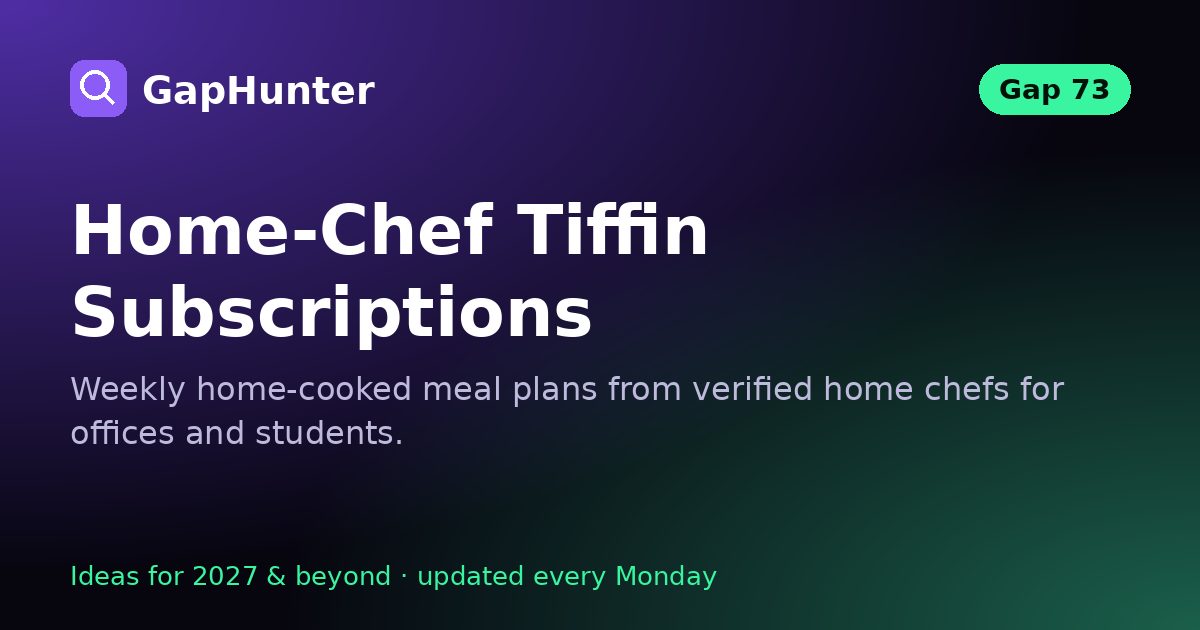 GapHunter
Gap 73
Home-Chef Tiffin
Subscriptions
Weekly home-cooked meal plans from verified home chefs for
offices and students.
Ideas for 2027 & beyond · updated every Monday